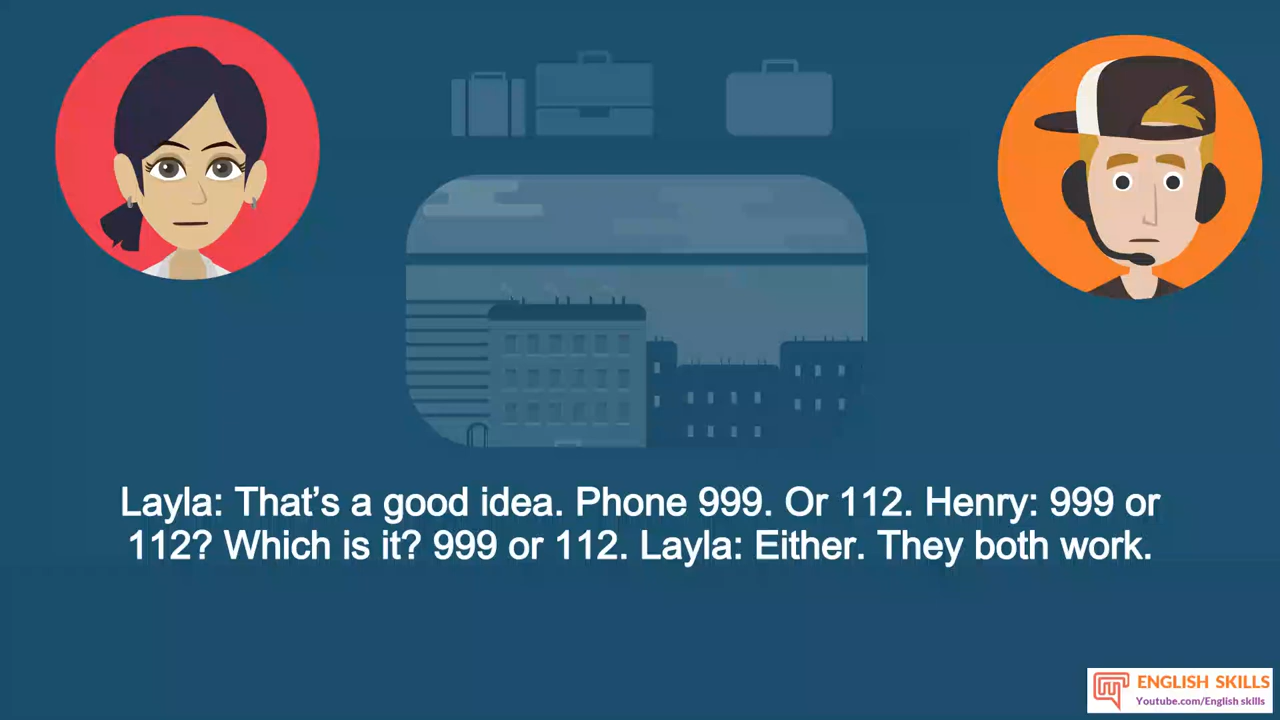 Layla: That’s a good idea. Phone 999. Or 112. Henry: 999 or
112? Which is it? 999 or 112. Layla: Either. They both work.
ENGLISH SKILLS
Youtube.com/English skills